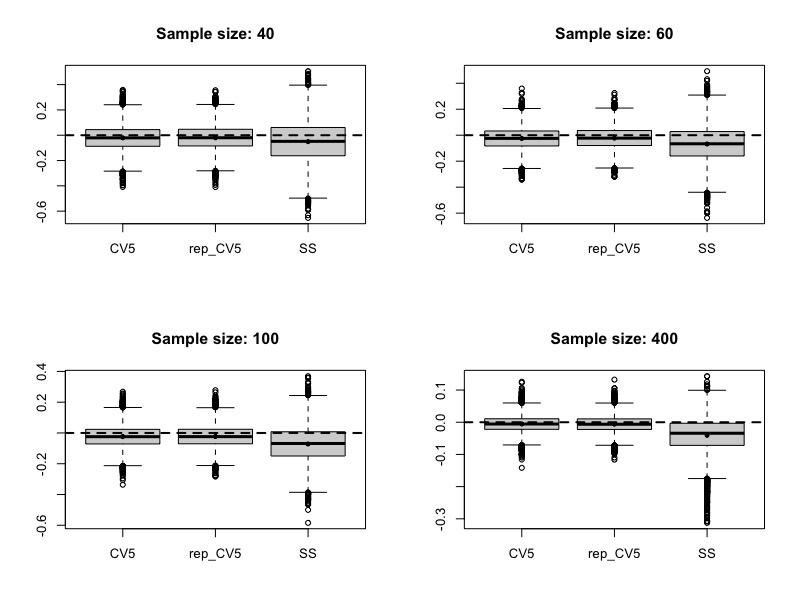 Sample size: 40
0.2
-0.2
-0.6
CV5 rep_CV5 SS
Sample size: 60
0.2
-0.2
-0.6
CV5 rep_CV5 SS
Sample size: 100
0.4
0.2
-0.2
-0.6
CV5 rep_CV5 SS
Sample size: 400
0.1
0.0
-0.1
-0.3
CV5 rep_CV5 SS